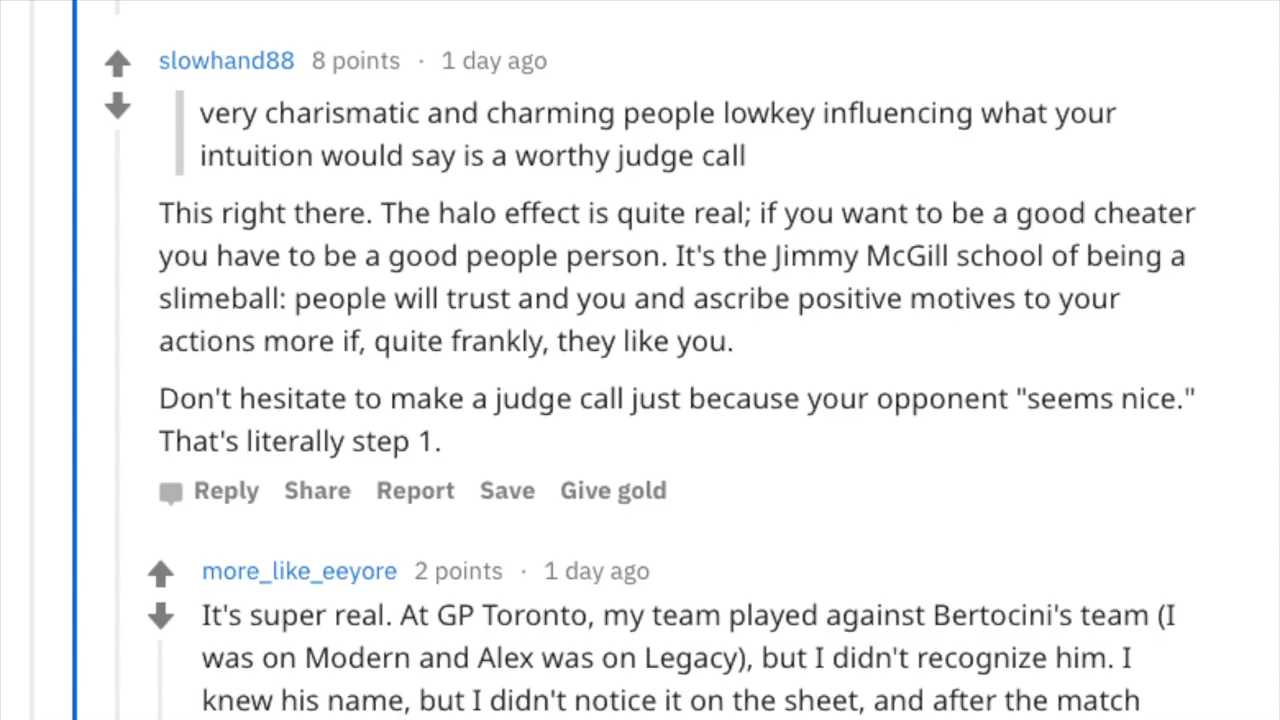 slowhand88 8 points · 1 day ago
very charismatic and charming people lowkey influencing what your
intuition would say is a worthy judge call
This right there. The halo effect is quite real; if you want to be a good cheater
you have to be a good people person. It's the Jimmy McGill school of being a
slimeball: people will trust and you and ascribe positive motives to your
actions more if, quite frankly, they like you.
Don't hesitate to make a judge call just because your opponent "seems nice."
That's literally step 1.
Reply Share Report Save Give gold
more_like_eeyore 2 points · 1 day ago
It's super real. At GP Toronto, my team played against Bertocini's team (I
was on Modern and Alex was on Legacy), but I didn't recognize him. I
knew his name, but I didn't notice it on the sheet, and after the match